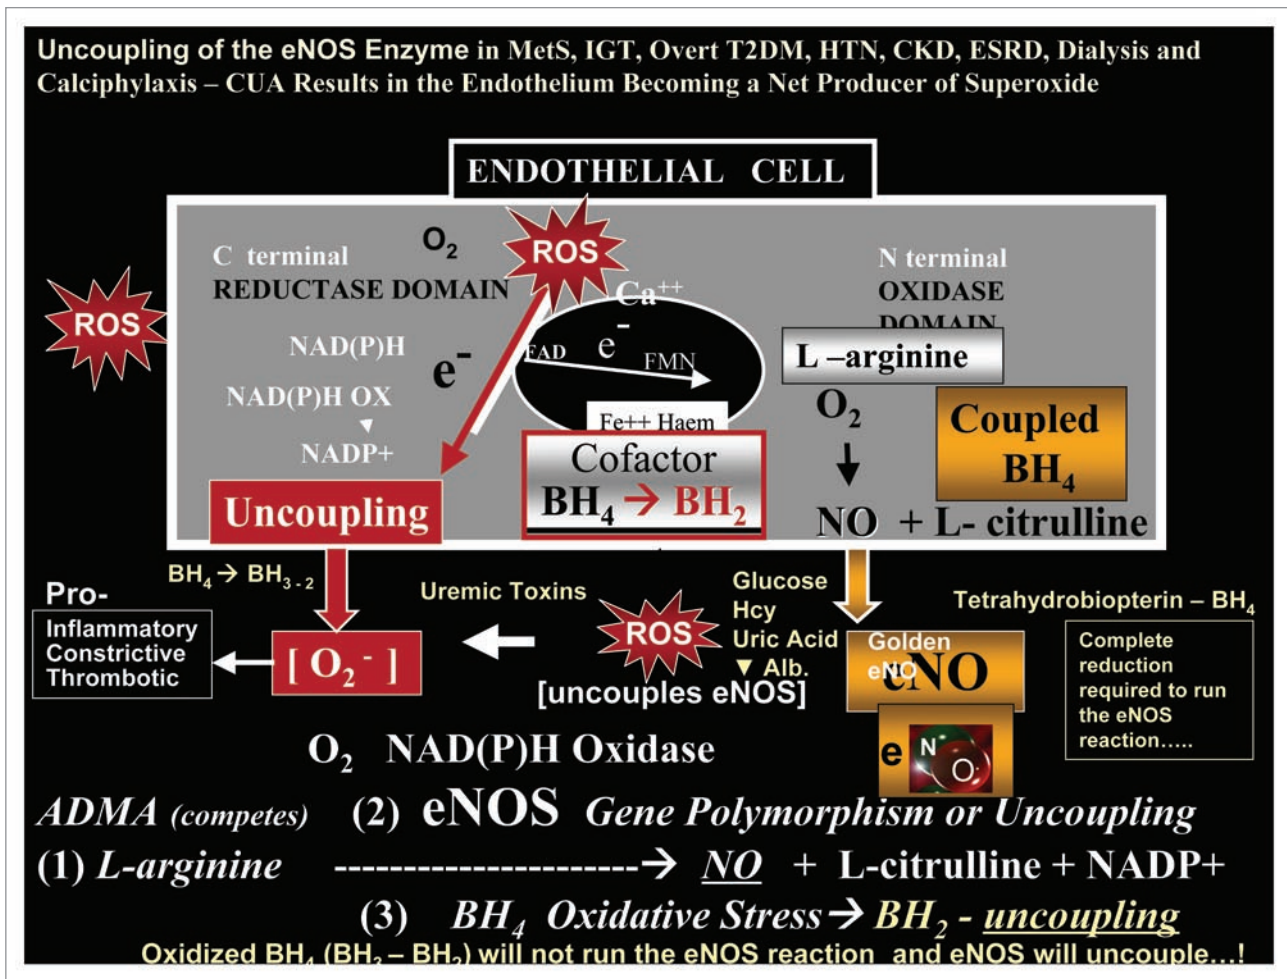 Uncoupling of the eNOS Enzyme in MetS, IGT, Overt T2DM, HTN, CKD, ESRD, Dialysis and
Calciphylaxis – CUA Results in the Endothelium Becoming a Net Producer of Superoxide
ENDOTHELIAL CELL
C terminal
REDUCTASE DOMAIN
O₂
ROS
ROS
Ca⁺⁺
N terminal
OXIDASE
DOMAIN
NAD(P)H
e⁻
FAD
e⁻
FMN
L –arginine
NAD(P)H OX
NADP+
Fe++ Haem
O₂
Coupled
BH₄
Uncoupling
Cofactor
BH₄ → BH₂
NO + L- citrulline
BH₄ → BH₃ - ₂
Uremic Toxins
Glucose
Hcy
Uric Acid
▼ Alb.
Tetrahydrobiopterin – BH₄
Pro-
Inflammatory
Constrictive
Thrombotic
[ O₂⁻ ]
ROS
[uncouples eNOS]
Golden
eNO
eNO
Complete
reduction
required to run
the eNOS
reaction…..
e
N
O·
O₂ NAD(P)H Oxidase
ADMA (competes) (2) eNOS Gene Polymorphism or Uncoupling
(1) L-arginine ----------------------→ NO + L-citrulline + NADP+
(3) BH₄ Oxidative Stress → BH₂ - uncoupling
Oxidized BH₄ (BH₃ – BH₂) will not run the eNOS reaction and eNOS will uncouple…!